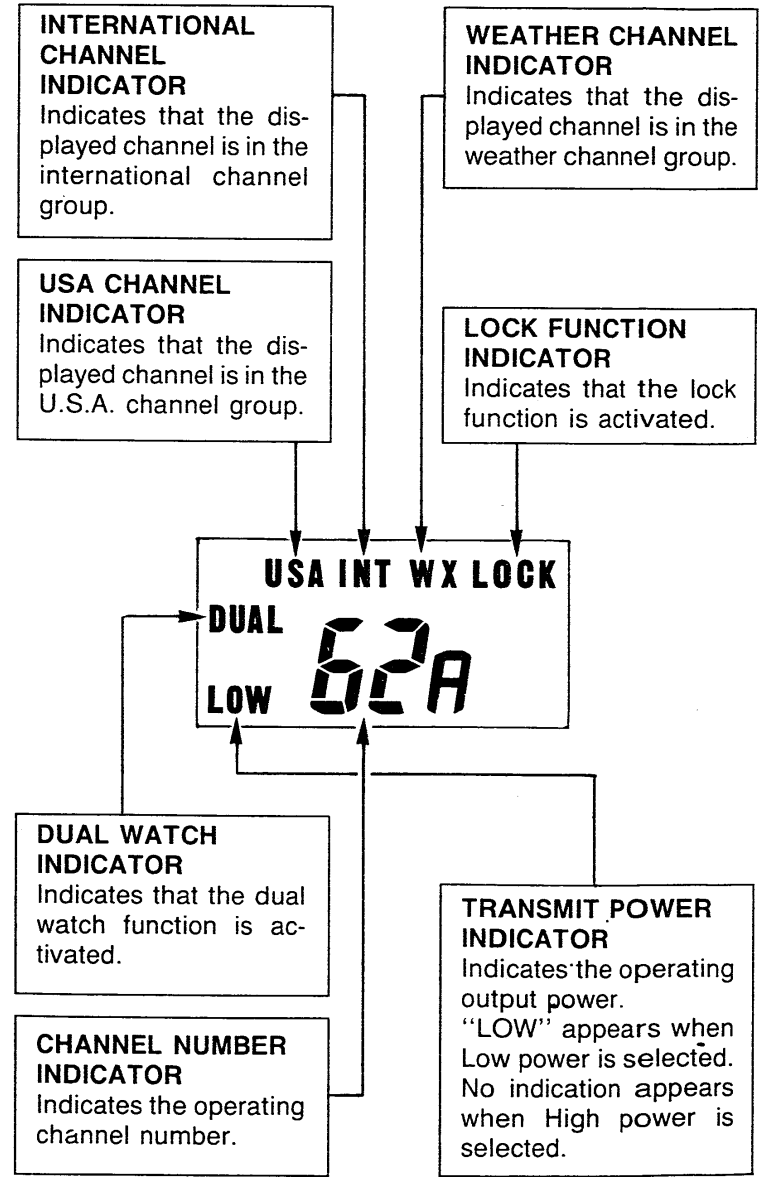 INTERNATIONAL
CHANNEL
INDICATOR
Indicates that the dis-
played channel is in the
international channel
group.
WEATHER CHANNEL
INDICATOR
Indicates that the dis-
played channel is in the
weather channel group.
USA CHANNEL
INDICATOR
Indicates that the dis-
played channel is in the
U.S.A. channel group.
LOCK FUNCTION
INDICATOR
Indicates that the lock
function is activated.
USA INT WX LOCK
DUAL
62A
LOW
DUAL WATCH
INDICATOR
Indicates that the dual
watch function is ac-
tivated.
CHANNEL NUMBER
INDICATOR
Indicates the operating
channel number.
TRANSMIT POWER
INDICATOR
Indicates the operating
output power.
"LOW" appears when
Low power is selected.
No indication appears
when High power is
selected.